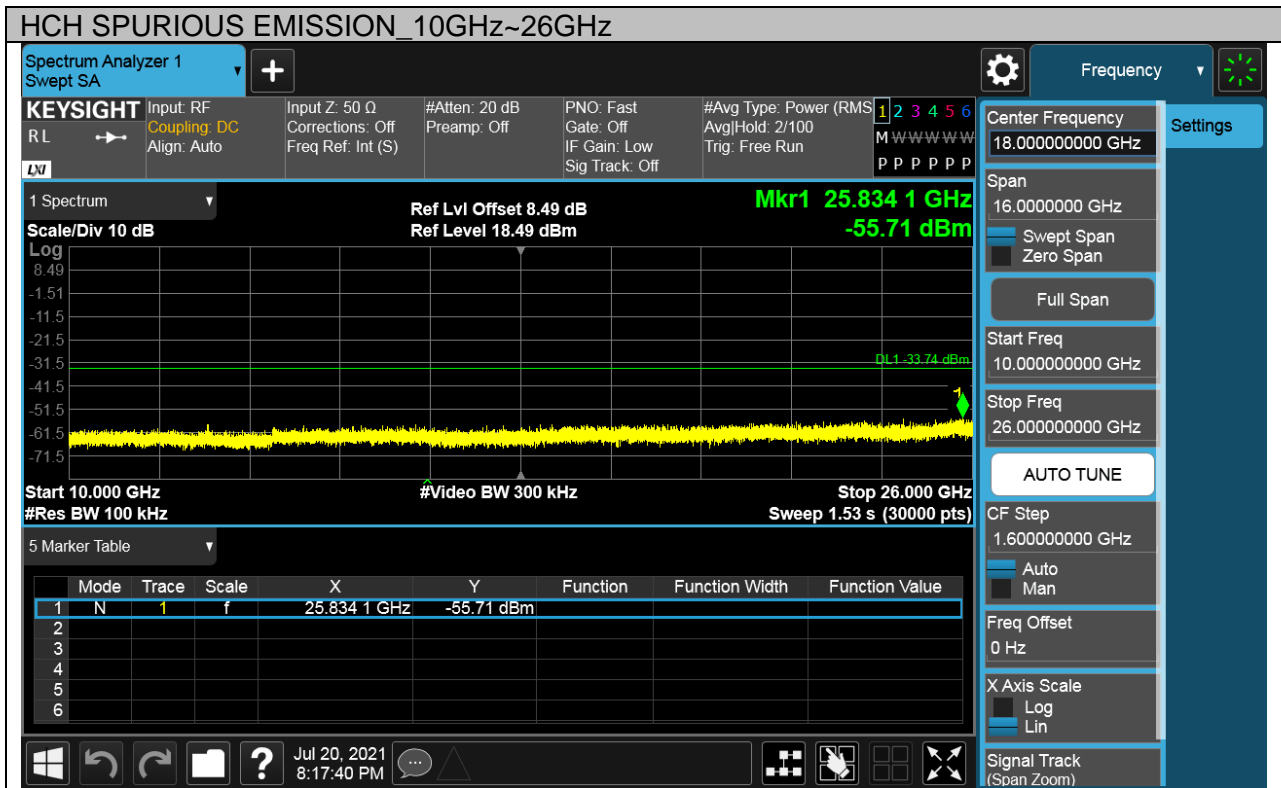 HCH SPURIOUS EMISSION_10GHz~26GHz
Spectrum Analyzer 1
Swept SA
Frequency
KEYSIGHT
RL
LXI
Input: RF
Coupling: DC
Align: Auto
Input Z: 50 Ω
Corrections: Off
Freq Ref: Int (S)
#Atten: 20 dB
Preamp: Off
PNO: Fast
Gate: Off
IF Gain: Low
Sig Track: Off
#Avg Type: Power (RMS
Avg|Hold: 2/100
Trig: Free Run
1 2 3 4 5 6
M W W W W W
P P P P P P
1 Spectrum
Scale/Div 10 dB
Ref Lvl Offset 8.49 dB
Ref Level 18.49 dBm
Mkr1 25.834 1 GHz
-55.71 dBm
Log
8.49
-1.51
-11.5
-21.5
-31.5
-41.5
-51.5
-61.5
-71.5
DL1 -33.74 dBm
1
Start 10.000 GHz
#Video BW 300 kHz
Stop 26.000 GHz
#Res BW 100 kHz
Sweep 1.53 s (30000 pts)
5 Marker Table
Mode Trace Scale X Y Function Function Width Function Value
1 N 1 f 25.834 1 GHz -55.71 dBm
2
3
4
5
6
Jul 20, 2021
8:17:40 PM
Settings
Center Frequency
18.000000000 GHz
Span
16.0000000 GHz
Swept Span
Zero Span
Full Span
Start Freq
10.000000000 GHz
Stop Freq
26.000000000 GHz
AUTO TUNE
CF Step
1.600000000 GHz
Auto
Man
Freq Offset
0 Hz
X Axis Scale
Log
Lin
Signal Track
(Span Zoom)